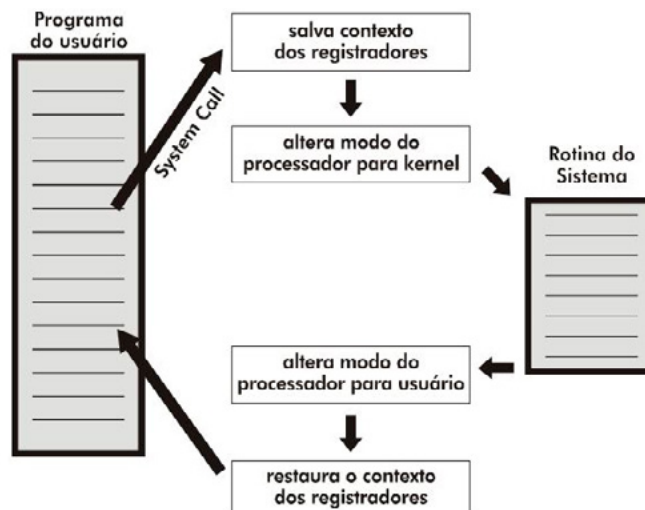 Programa
do usuário
System Call
salva contexto
dos registradores
altera modo do
processador para kernel
Rotina do
Sistema
altera modo do
processador para usuário
restaura o contexto
dos registradores